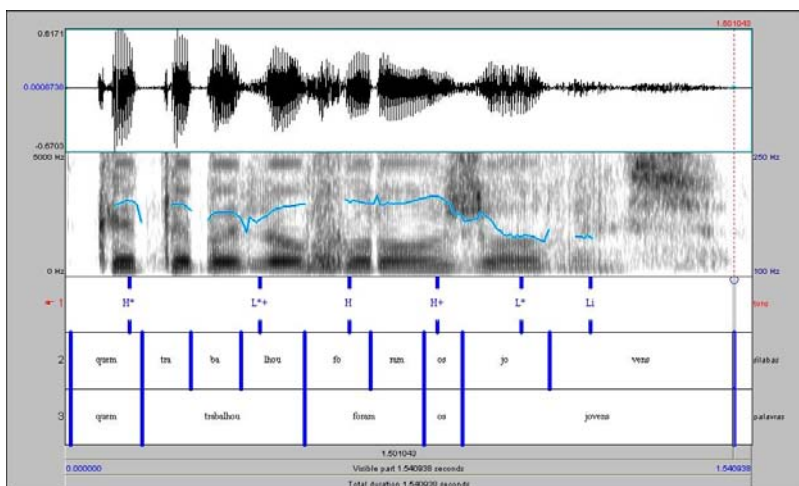 1.501043
0.6171
0.0006736
-0.6703
5000 Hz 250 Hz
0 Hz 100 Hz
1 H* L*+ H H+ L* Li tons
2 quem tra ba lhou fo ram os jo vens sílabas
3 quem trabalhou foram os jovens palavras
1.501043
0.000000 Visible part 1.540938 seconds 1.540938
Total duration 1.540938 seconds